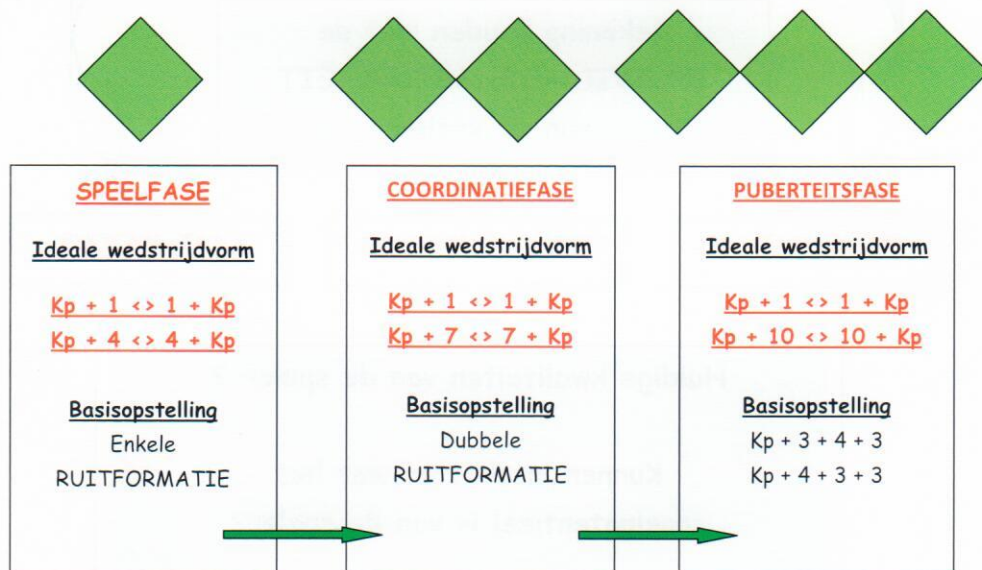 SPEELFASE
Ideale wedstrijdvorm
Kp + 1 <> 1 + Kp
Kp + 4 <> 4 + Kp
Basisopstelling
Enkele
RUITFORMATIE
COORDINATIEFASE
Ideale wedstrijdvorm
Kp + 1 <> 1 + Kp
Kp + 7 <> 7 + Kp
Basisopstelling
Dubbele
RUITFORMATIE
PUBERTEITSFASE
Ideale wedstrijdvorm
Kp + 1 <> 1 + Kp
Kp + 10 <> 10 + Kp
Basisopstelling
Kp + 3 + 4 + 3
Kp + 4 + 3 + 3